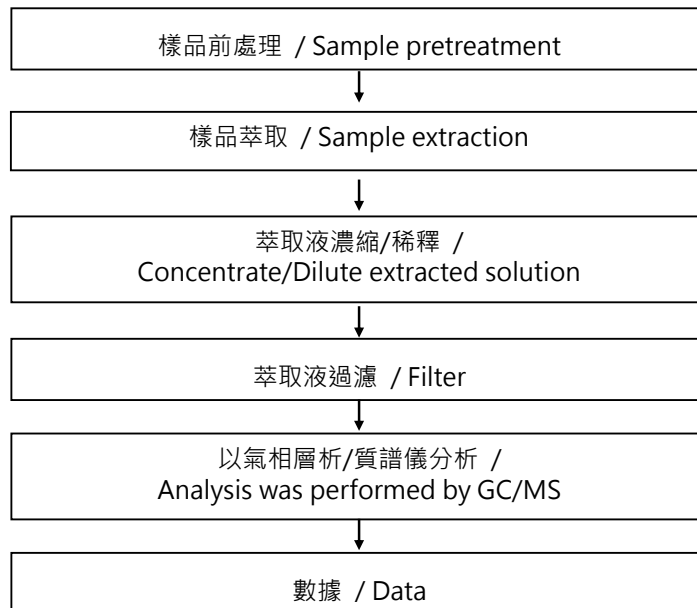 樣品前處理 / Sample pretreatment
樣品萃取 / Sample extraction
萃取液濃縮/稀釋 /
Concentrate/Dilute extracted solution
萃取液過濾 / Filter
以氣相層析/質譜儀分析 /
Analysis was performed by GC/MS
數據 / Data